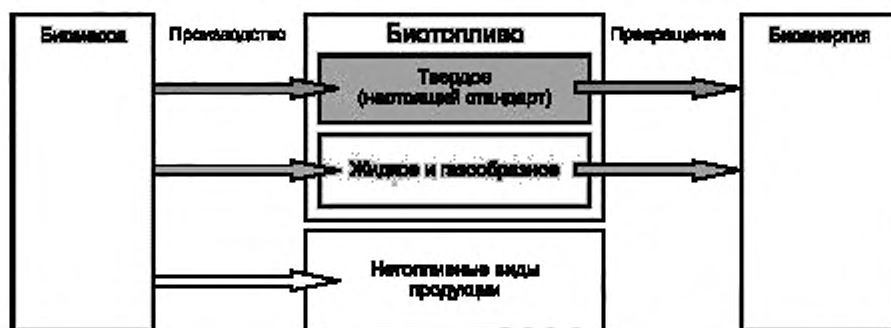 Биомасса
Производство
Биотопливо
Превращение
Биоэнергия
Твердое
(настоящий стандарт)
Жидкое и газообразное
Нетопливные виды
продукции